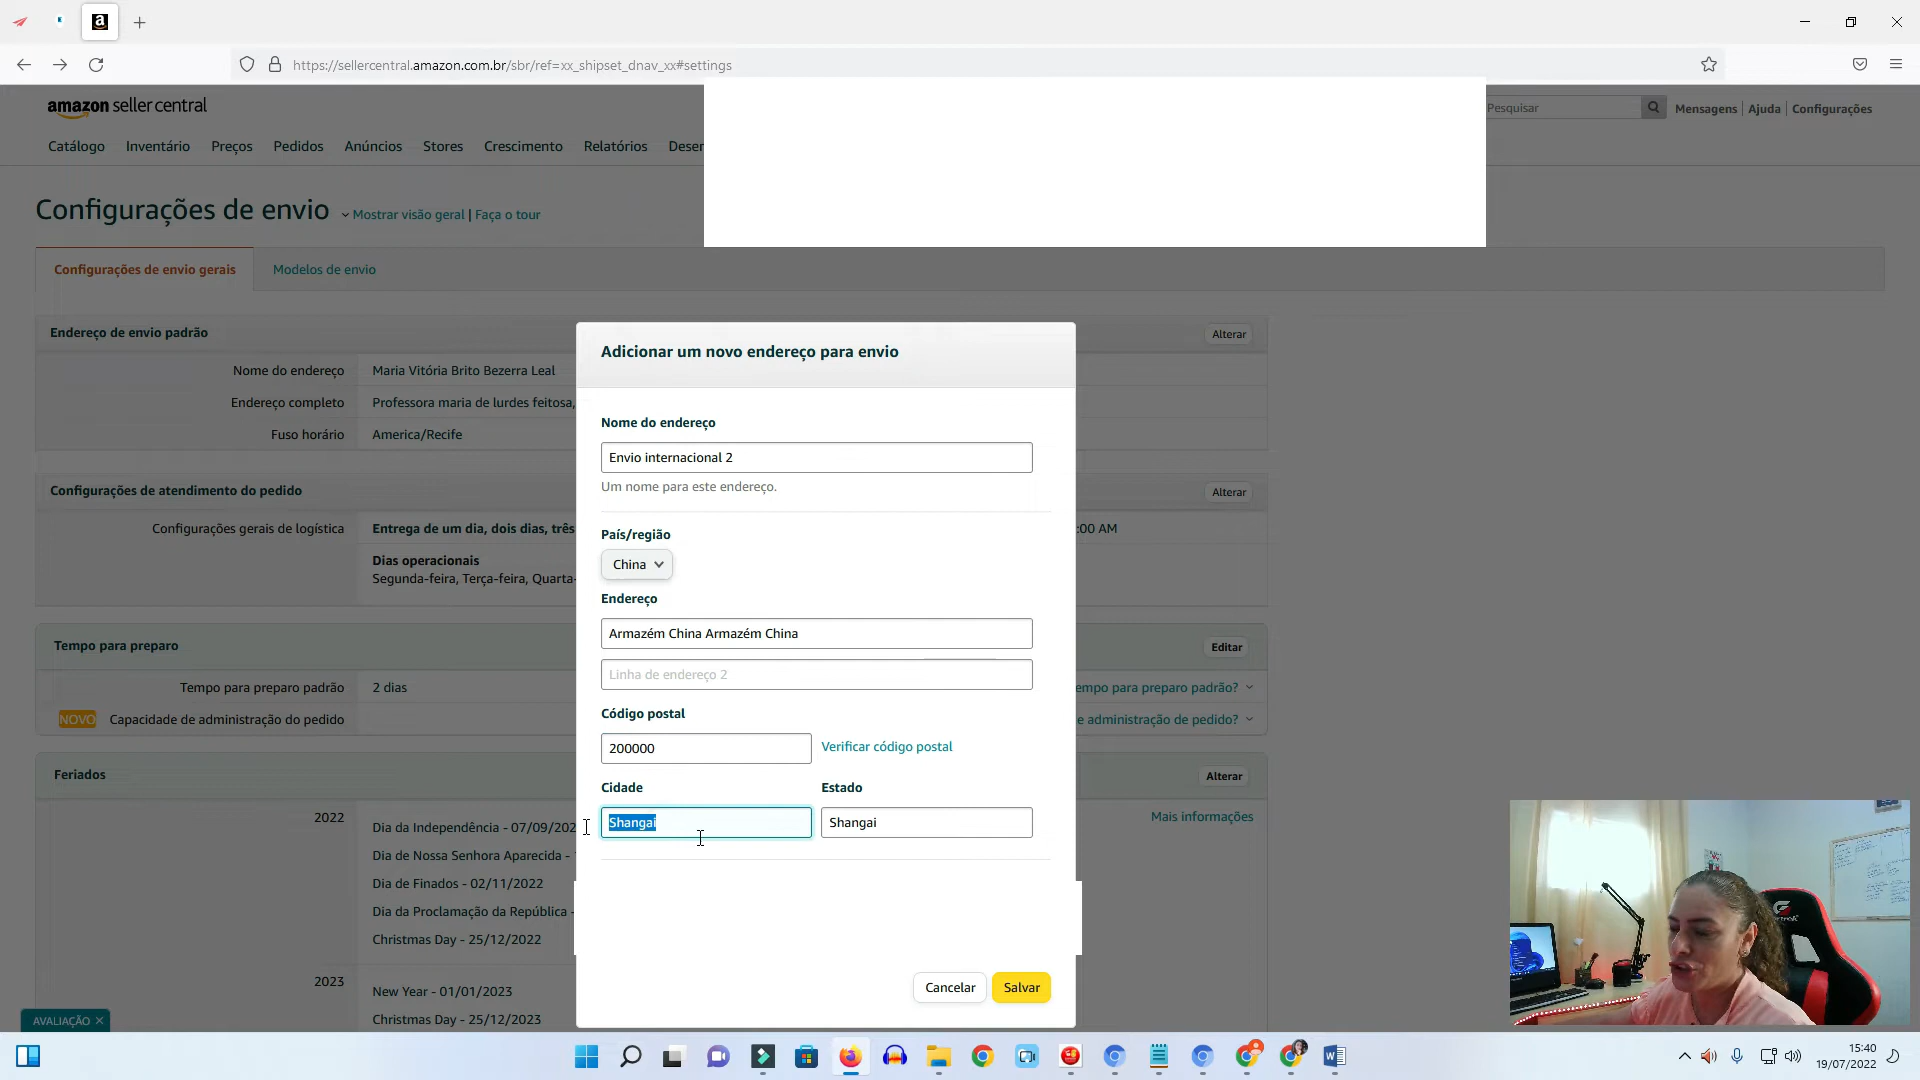 https://sellercentral.amazon.com.br/sbr/ref=xx_shipset_dnav_xx#settings
amazon seller central
Pesquisar
Mensagens | Ajuda | Configurações
Catálogo Inventário Preços Pedidos Anúncios Stores Crescimento Relatórios Desen
Configurações de envio
Mostrar visão geral | Faça o tour
Configurações de envio gerais
Modelos de envio
Endereço de envio padrão
Alterar
Nome do endereço Maria Vitória Brito Bezerra Leal
Endereço completo Professora maria de lurdes feitosa,
Fuso horário America/Recife
Configurações de atendimento do pedido
Alterar
Configurações gerais de logística Entrega de um dia, dois dias, três
:00 AM
Dias operacionais
Segunda-feira, Terça-feira, Quarta-
Tempo para preparo
Editar
Tempo para preparo padrão 2 dias
empo para preparo padrão?
NOVO Capacidade de administração do pedido
e administração de pedido?
Feriados
Alterar
2022
Dia da Independência - 07/09/202
Mais informações
Dia de Nossa Senhora Aparecida -
Dia de Finados - 02/11/2022
Dia da Proclamação da República -
Christmas Day - 25/12/2022
2023
New Year - 01/01/2023
Christmas Day - 25/12/2023
AVALIAÇÃO ×
Adicionar um novo endereço para envio
Nome do endereço
Envio internacional 2
Um nome para este endereço.
País/região
China
Endereço
Armazém China Armazém China
Linha de endereço 2
Código postal
200000
Verificar código postal
Cidade
Estado
Shangai
Shangai
Cancelar
Salvar
15:40
19/07/2022